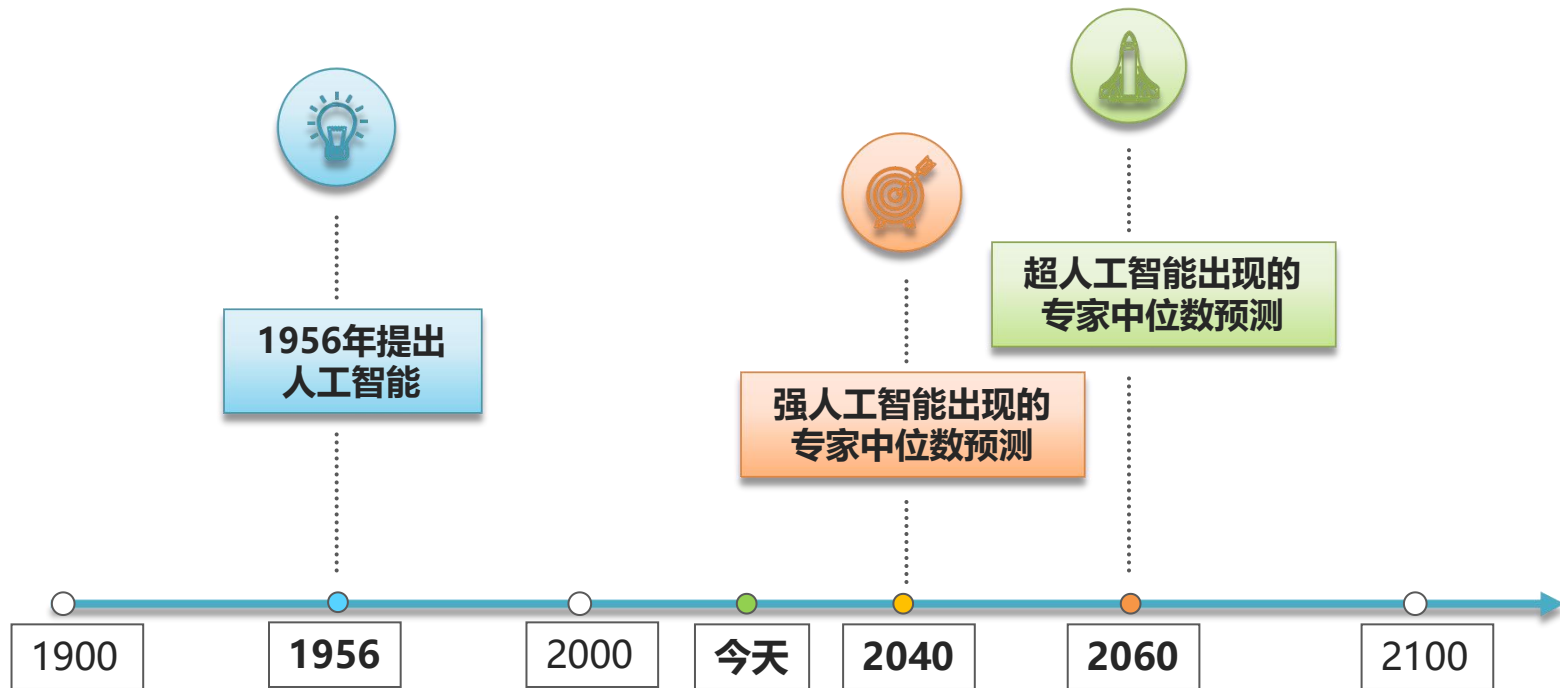 1956年提出
人工智能
强人工智能出现的
专家中位数预测
超人工智能出现的
专家中位数预测
1900
1956
2000
今天
2040
2060
2100